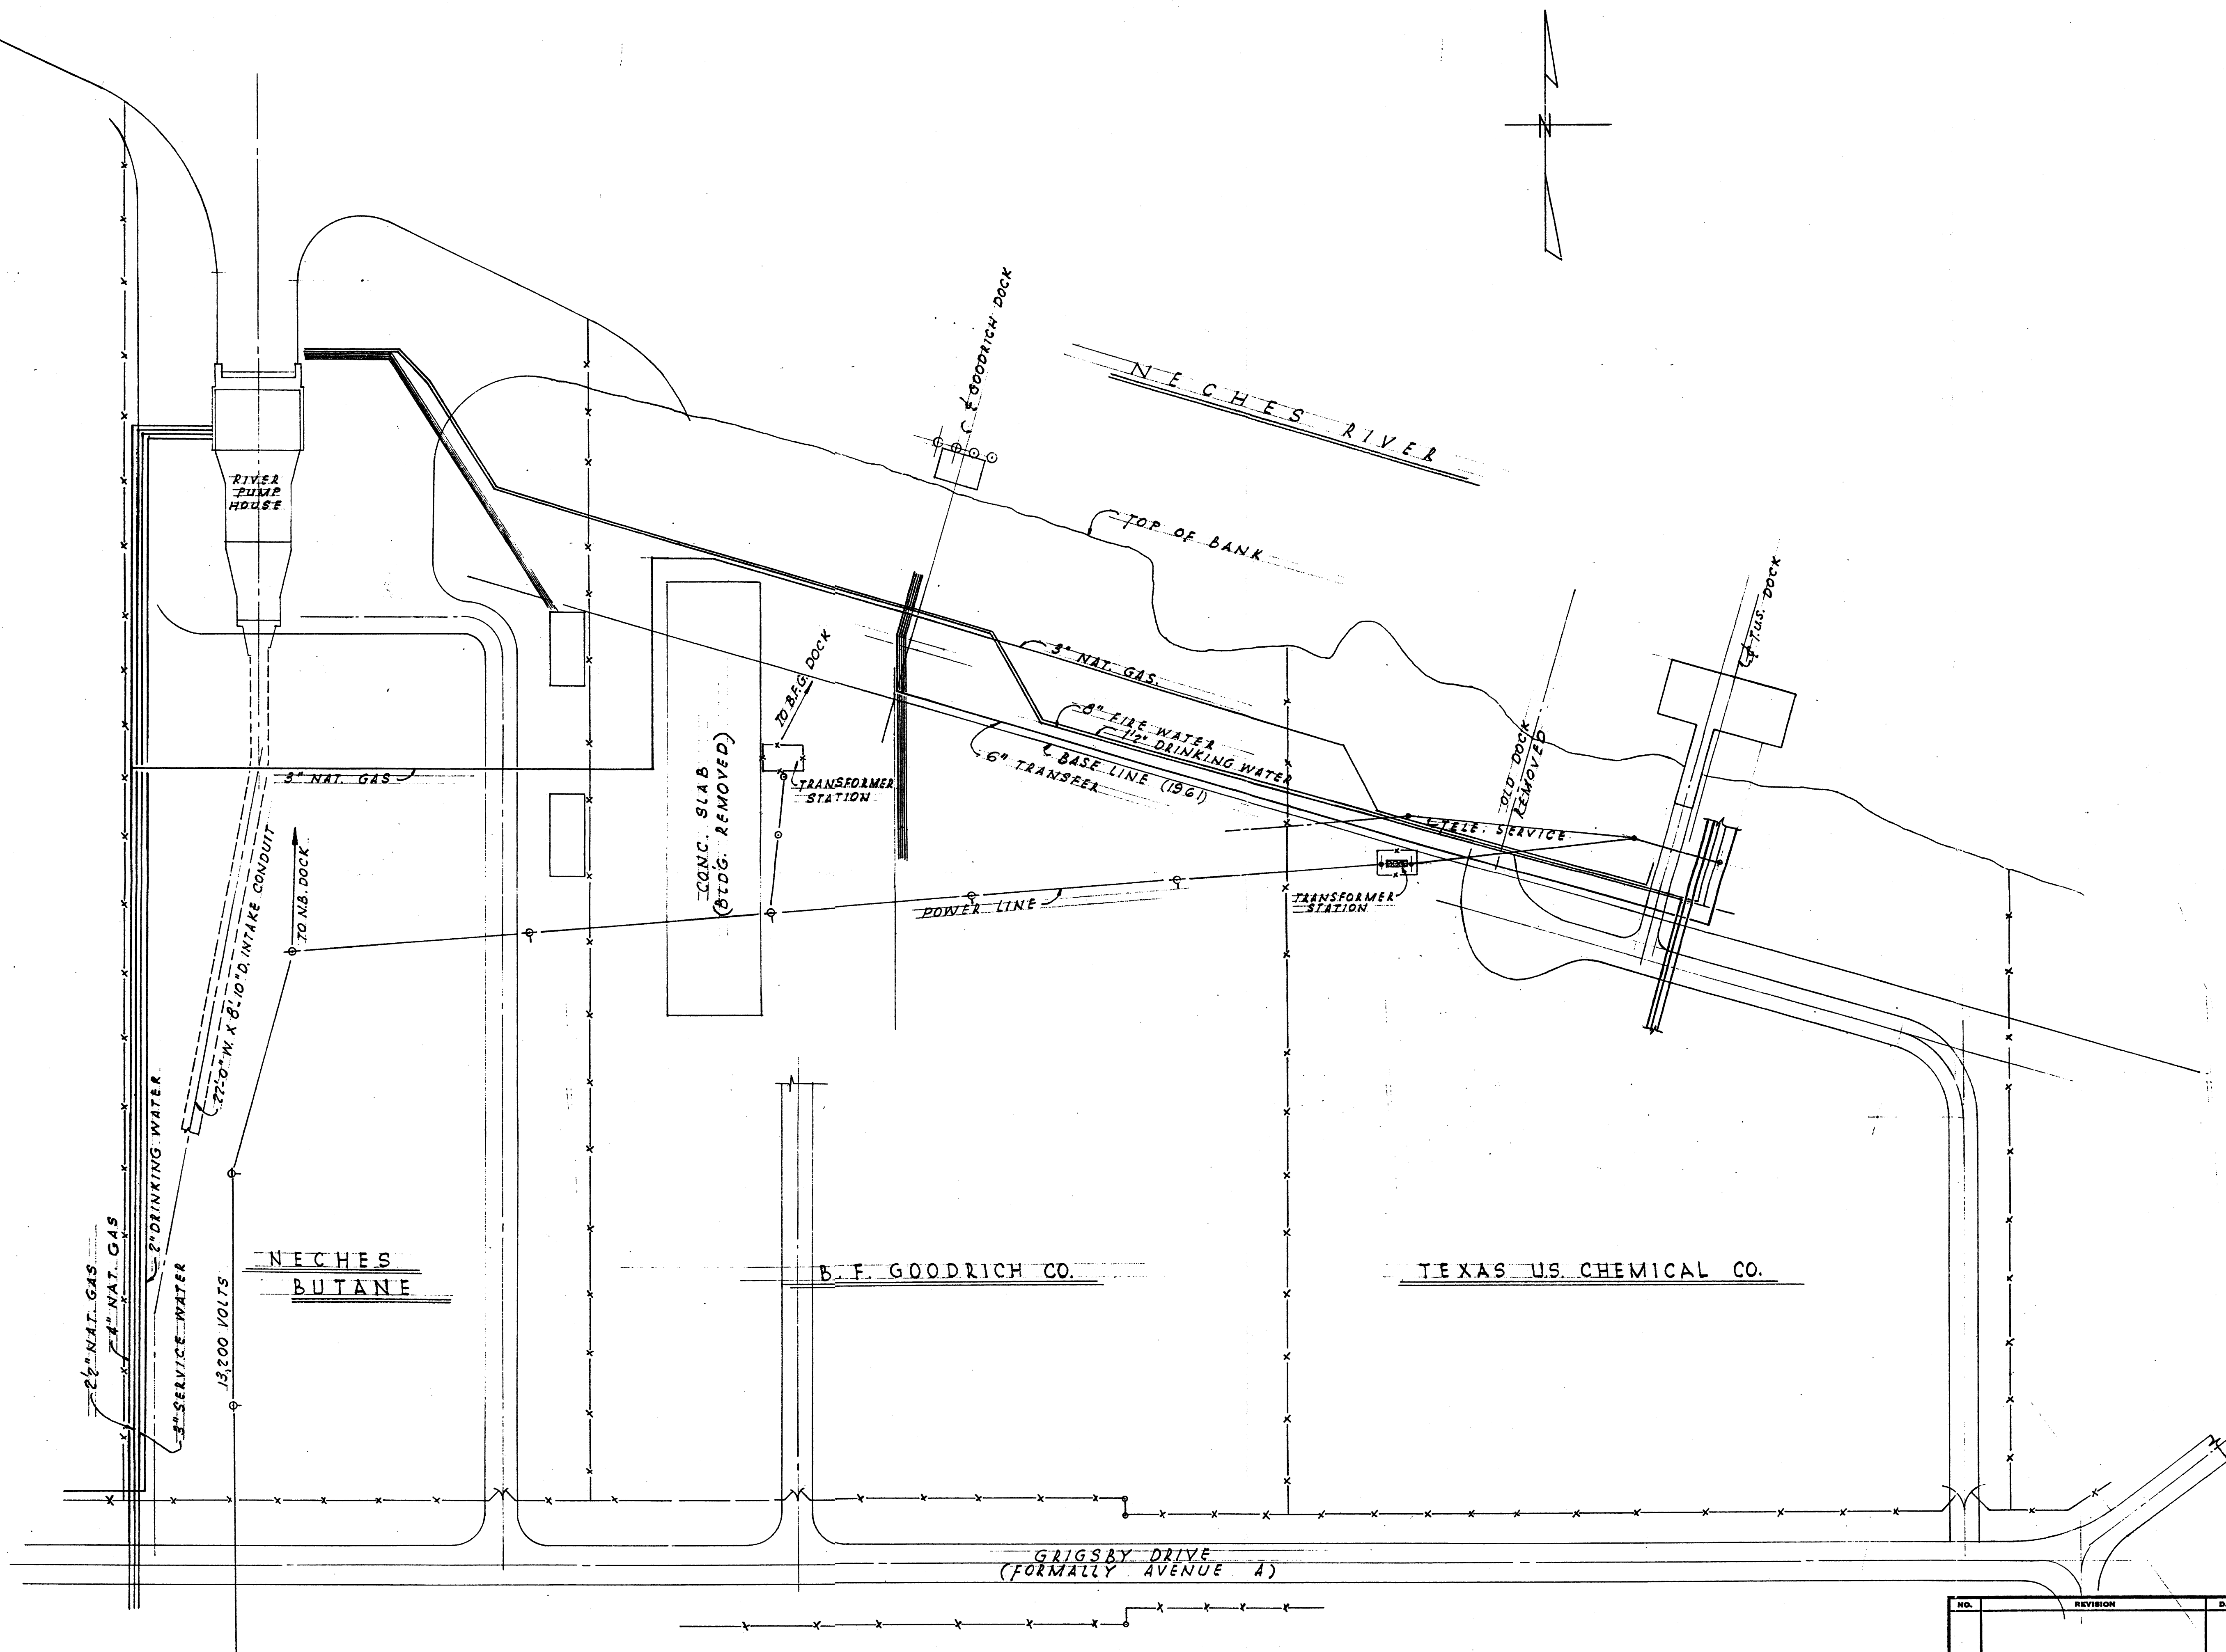 N
℄ GOODRICH DOCK
NECHES RIVER
RIVER
PUMP
HOUSE
TOP OF BANK
℄ T.U.S. DOCK
TO B.F.G. DOCK
3" NAT. GAS.
8" FIRE WATER
1½" DRINKING WATER
℄ BASE LINE (1961)
6" TRANSFER
OLD DOCK
REMOVED
3" NAT. GAS
CONC. SLAB
(BLD'G. REMOVED)
TRANSFORMER
STATION
TELE. SERVICE
TO N.B. DOCK
22'-0" W. X 8'-10" D. INTAKE CONDUIT
POWER LINE
TRANSFORMER
STATION
2" DRINKING WATER
2½" NAT. GAS
4" NAT. GAS
3" SERVICE WATER
13,200 VOLTS
NECHES
BUTANE
B. F. GOODRICH CO.
TEXAS U.S. CHEMICAL CO.
GRIGSBY DRIVE
(FORMALLY AVENUE A)
NO. REVISION